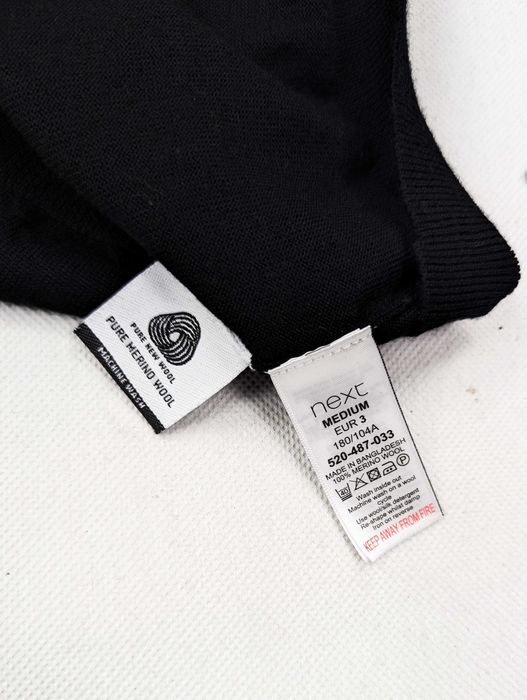 PURE NEW WOOL
PURE MERINO WOOL
MACHINE WASH
next
MEDIUM
EUR 3
180/104A
520-487-033
MADE IN BANGLADESH
100% MERINO WOOL
40 P
Wash inside out
Machine wash on a wool
cycle
Use wool/silk detergent
Re-shape whilst damp
Iron on reverse
KEEP AWAY FROM FIRE